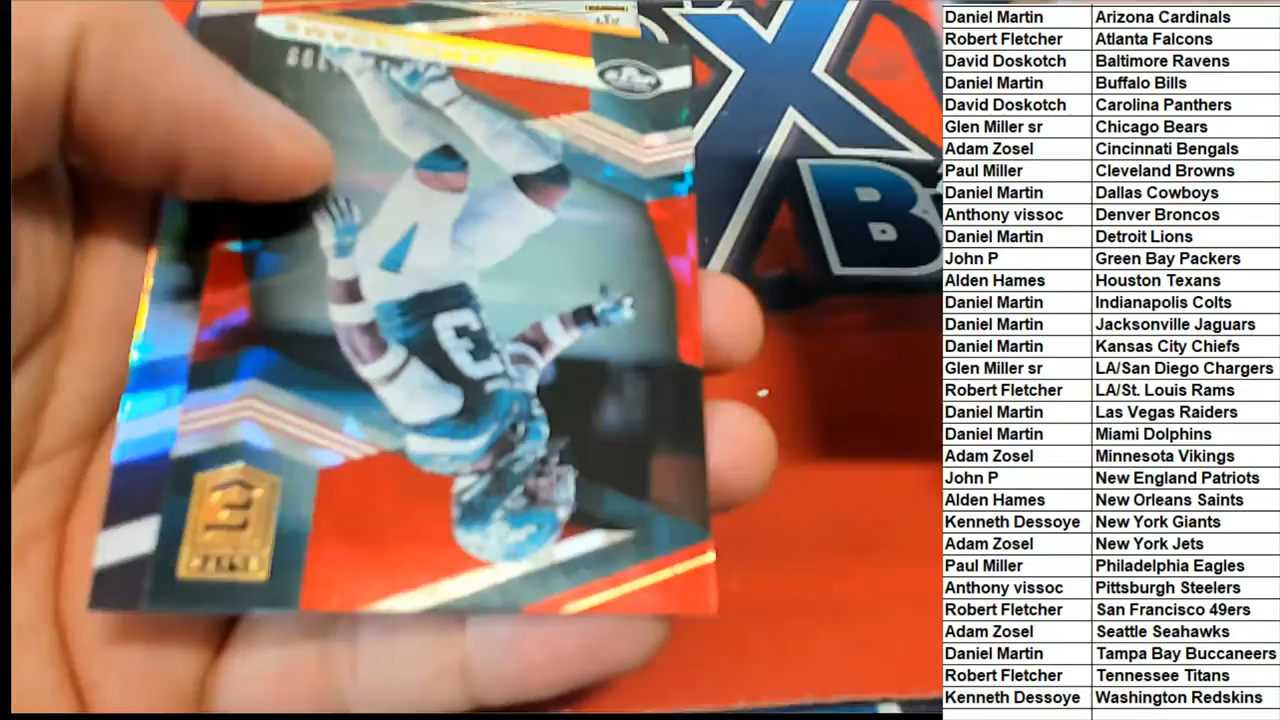 Daniel Martin Arizona Cardinals
Robert Fletcher Atlanta Falcons
David Doskotch Baltimore Ravens
Daniel Martin Buffalo Bills
David Doskotch Carolina Panthers
Glen Miller sr Chicago Bears
Adam Zosel Cincinnati Bengals
Paul Miller Cleveland Browns
Daniel Martin Dallas Cowboys
Anthony vissoc Denver Broncos
Daniel Martin Detroit Lions
John P Green Bay Packers
Alden Hames Houston Texans
Daniel Martin Indianapolis Colts
Daniel Martin Jacksonville Jaguars
Daniel Martin Kansas City Chiefs
Glen Miller sr LA/San Diego Chargers
Robert Fletcher LA/St. Louis Rams
Daniel Martin Las Vegas Raiders
Daniel Martin Miami Dolphins
Adam Zosel Minnesota Vikings
John P New England Patriots
Alden Hames New Orleans Saints
Kenneth Dessoye New York Giants
Adam Zosel New York Jets
Paul Miller Philadelphia Eagles
Anthony vissoc Pittsburgh Steelers
Robert Fletcher San Francisco 49ers
Adam Zosel Seattle Seahawks
Daniel Martin Tampa Bay Buccaneers
Robert Fletcher Tennessee Titans
Kenneth Dessoye Washington Redskins
X
B